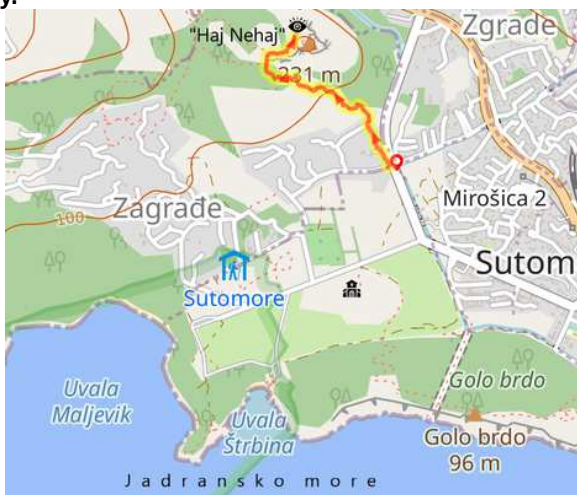 y.
"Haj Nehaj"
231 m
Zgrađe
100
Zagrađe
Mirošica 2
Sutomore
Sutom
Uvala
Maljevik
Uvala
Štrbina
Golo brdo
Golo brdo
96 m
Jadransko more